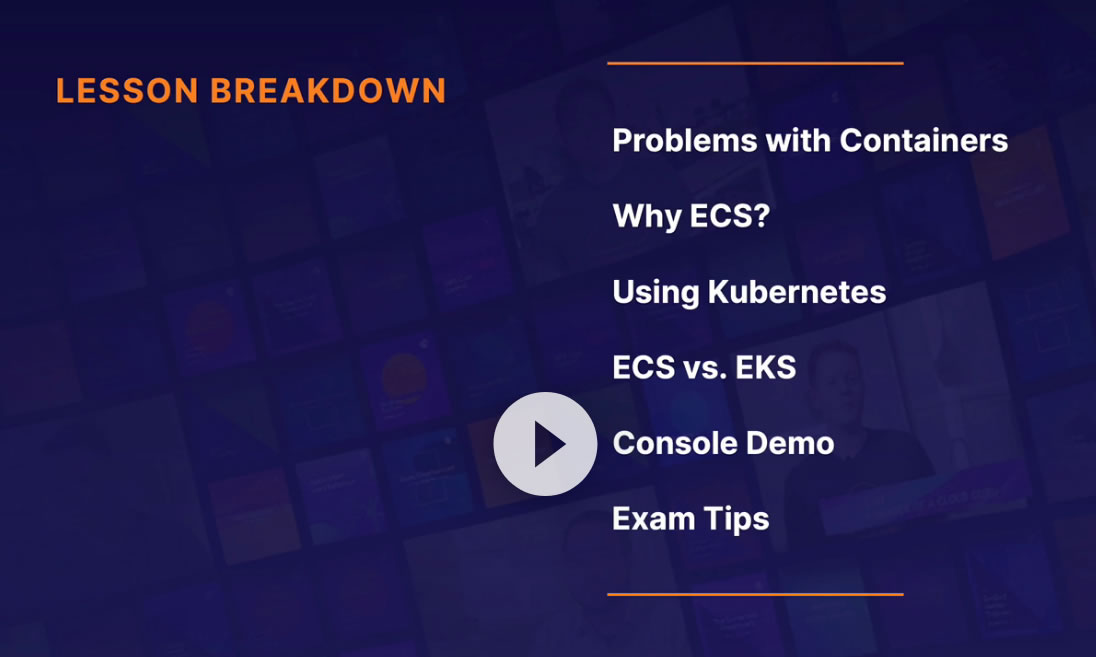 LESSON BREAKDOWN
Problems with Containers
Why ECS?
Using Kubernetes
ECS vs. EKS
Console Demo
Exam Tips